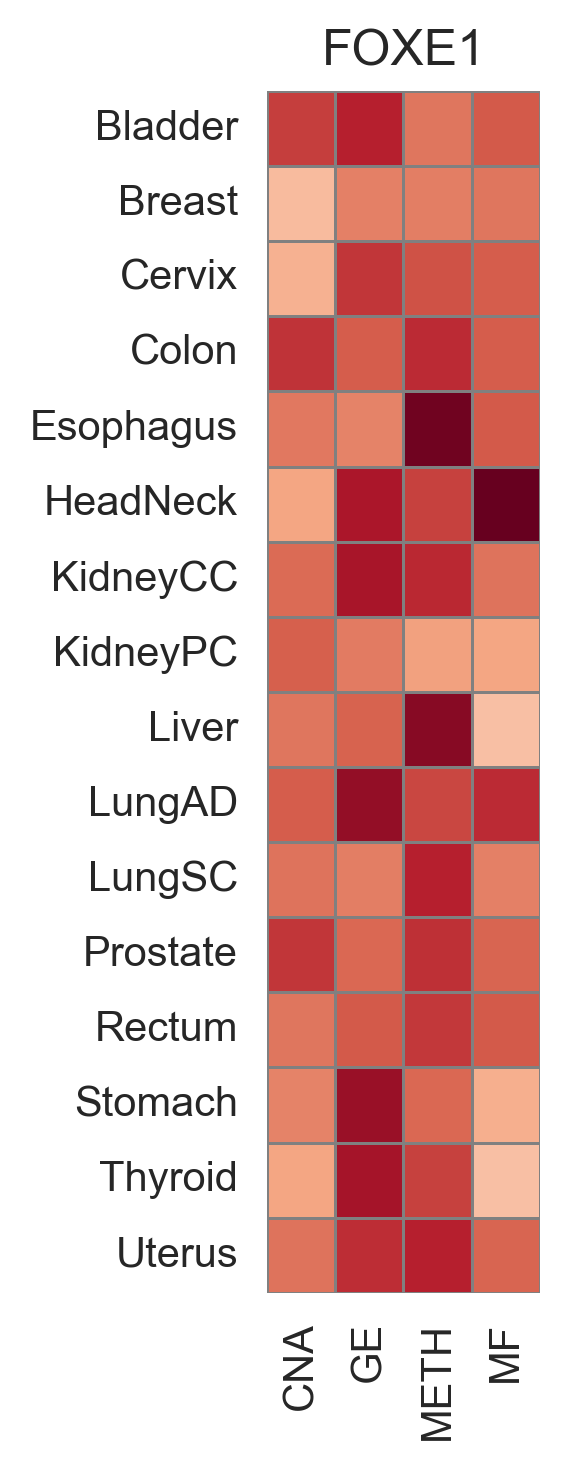 FOXE1
Bladder
Breast
Cervix
Colon
Esophagus
HeadNeck
KidneyCC
KidneyPC
Liver
LungAD
LungSC
Prostate
Rectum
Stomach
Thyroid
Uterus
CNA
GE
METH
MF